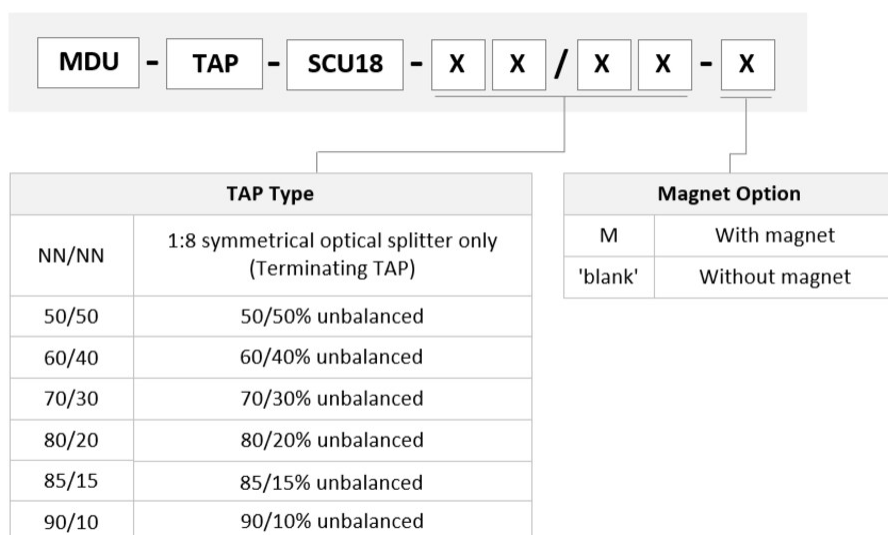 MDU - TAP - SCU18 - X X / X X - X
TAP Type
NN/NN 1:8 symmetrical optical splitter only
(Terminating TAP)
50/50 50/50% unbalanced
60/40 60/40% unbalanced
70/30 70/30% unbalanced
80/20 80/20% unbalanced
85/15 85/15% unbalanced
90/10 90/10% unbalanced
Magnet Option
M With magnet
'blank' Without magnet